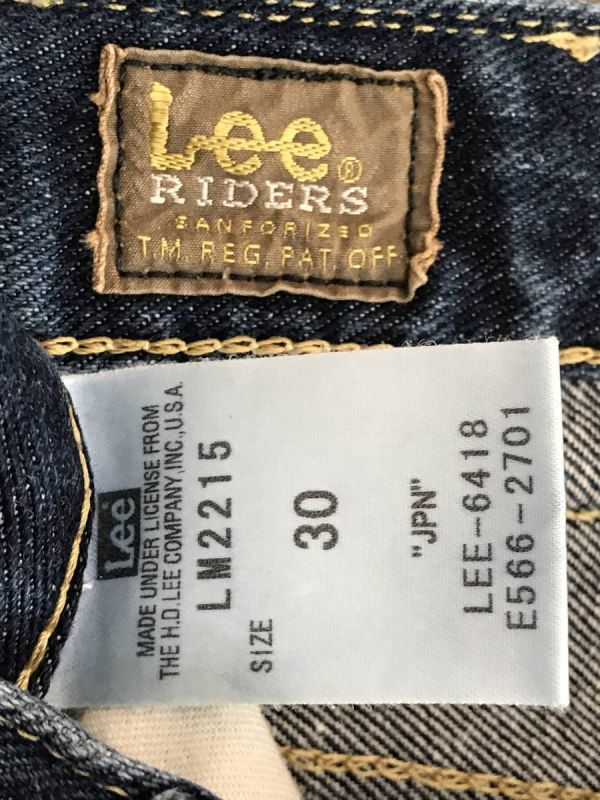 Lee®
RIDERS
SANFORIZED
T.M. REG. PAT. OFF.
Lee
MADE UNDER LICENSE FROM
THE H.D. LEE COMPANY, INC., U.S.A.
LM2215
SIZE
30
"JPN"
LEE-6418
E566-2701